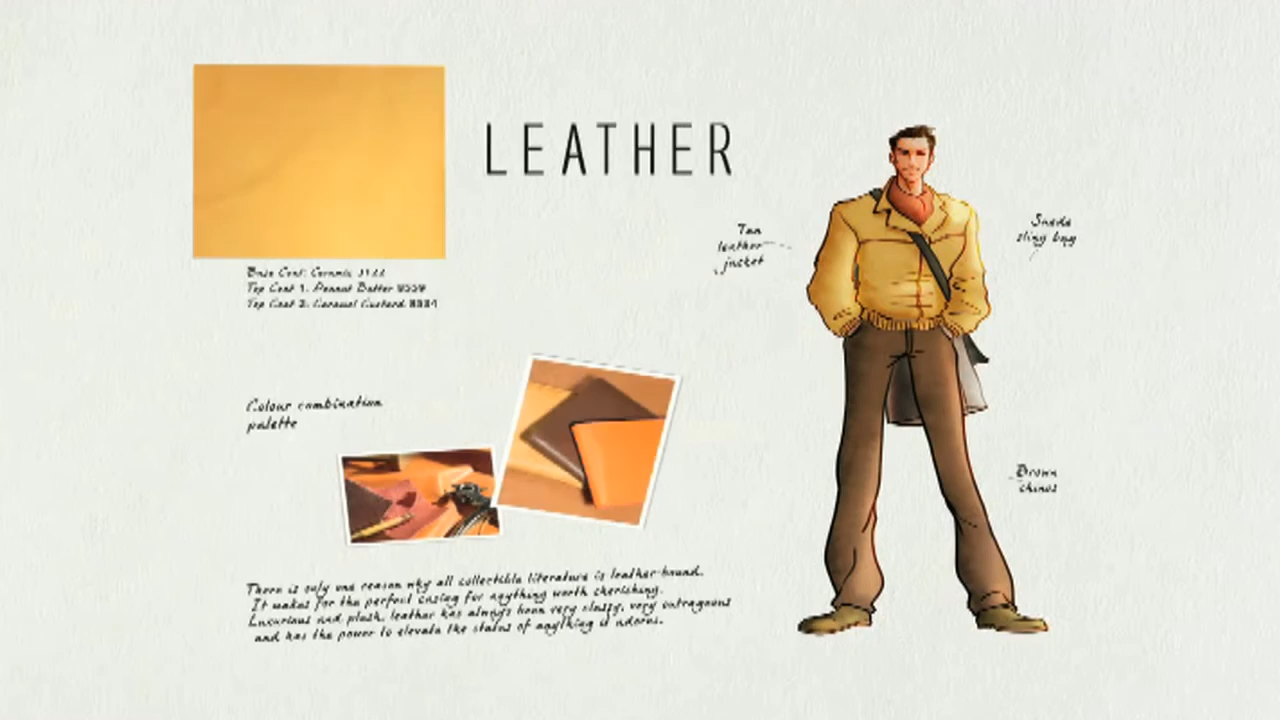 LEATHER
Tan
leather
jacket
Suede
sling bag
Base Coat: Ceramic
Top Coat 1. Peanut Butter
Top Coat 2. Caramel Custard
Colour combination
palette
Brown
chinos
There is only one reason why all collectible literature is leather-bound.
It makes for the perfect casing for anything worth cherishing.
Luxurious and plush, leather has always been very classy, very outrageous
and has the power to elevate the status of anything it adorns.